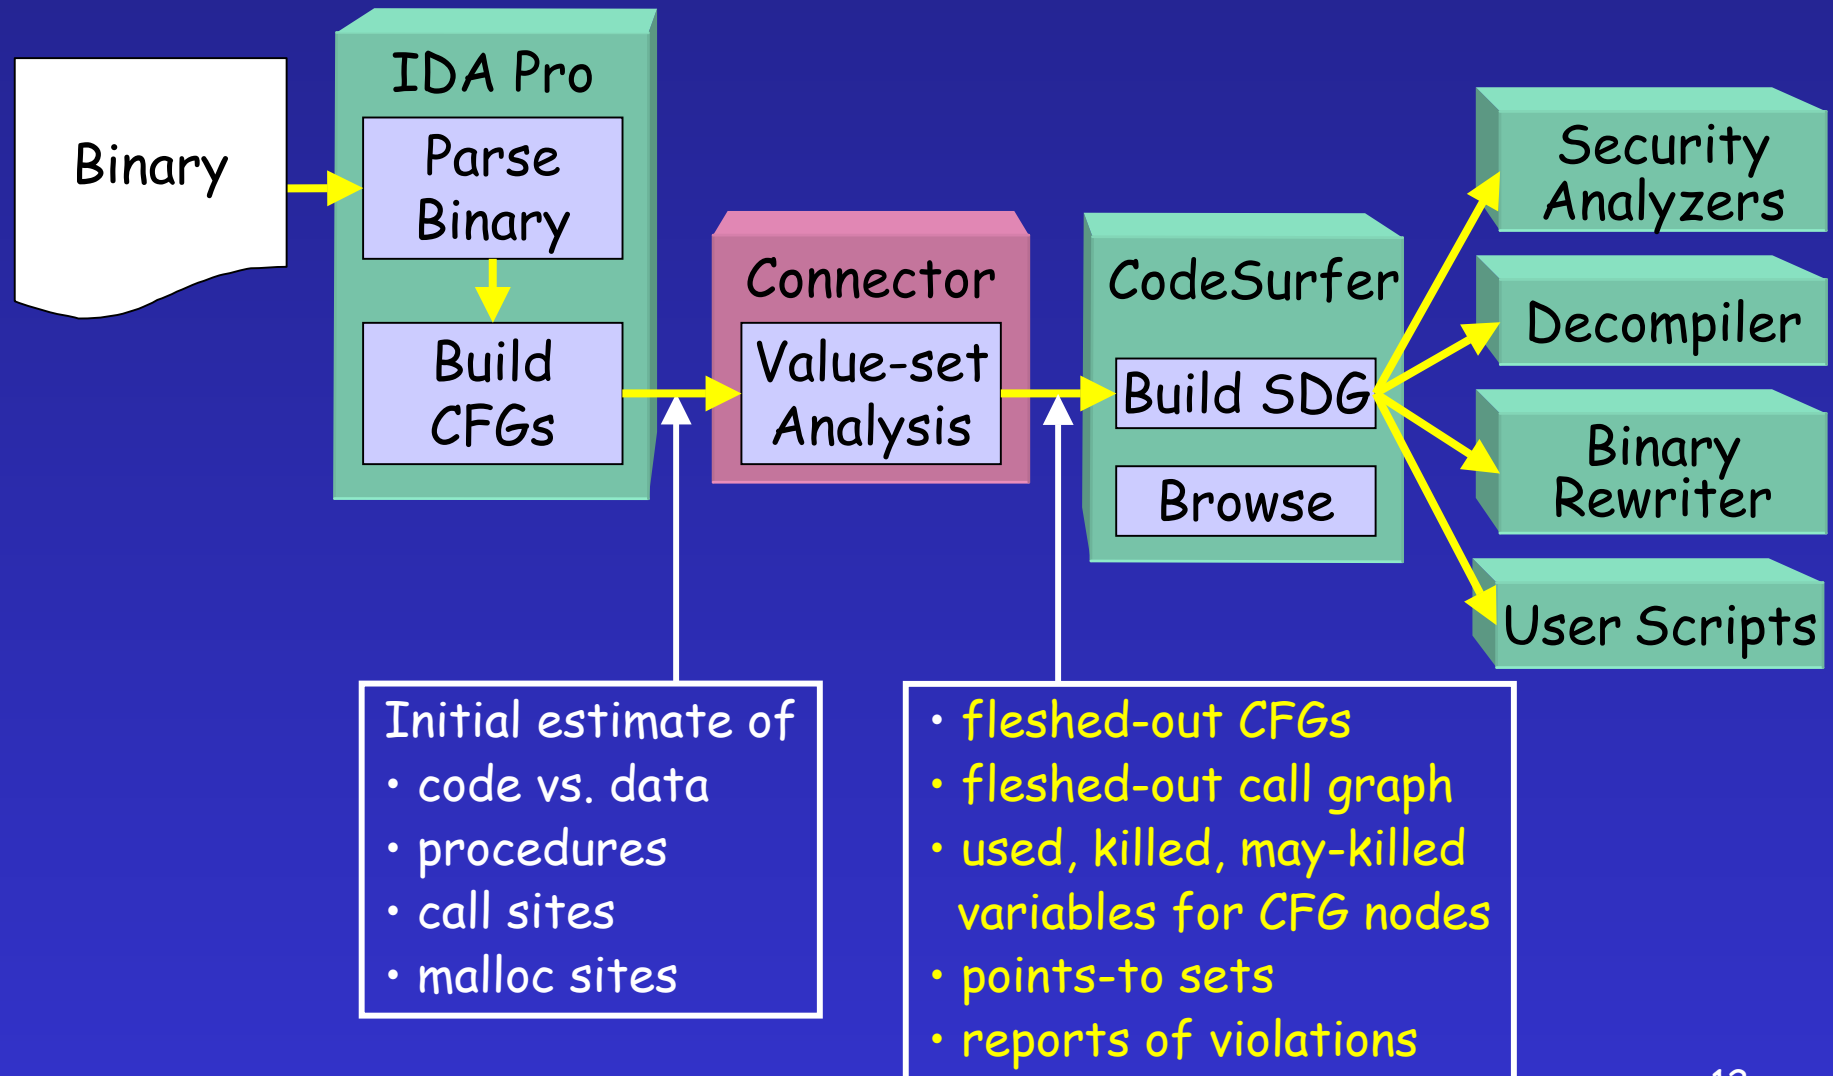 Binary
IDA Pro
Parse
Binary
Build
CFGs
Connector
Value-set
Analysis
CodeSurfer
Build SDG
Browse
Security
Analyzers
Decompiler
Binary
Rewriter
User Scripts
Initial estimate of
• code vs. data
• procedures
• call sites
• malloc sites
• fleshed-out CFGs
• fleshed-out call graph
• used, killed, may-killed
variables for CFG nodes
• points-to sets
• reports of violations